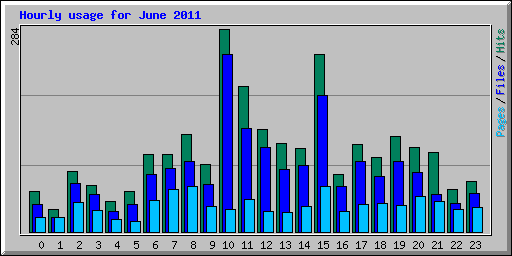 Hourly usage for June 2011
284
Pages / Files / Hits
0 1 2 3 4 5 6 7 8 9 10 11 12 13 14 15 16 17 18 19 20 21 22 23